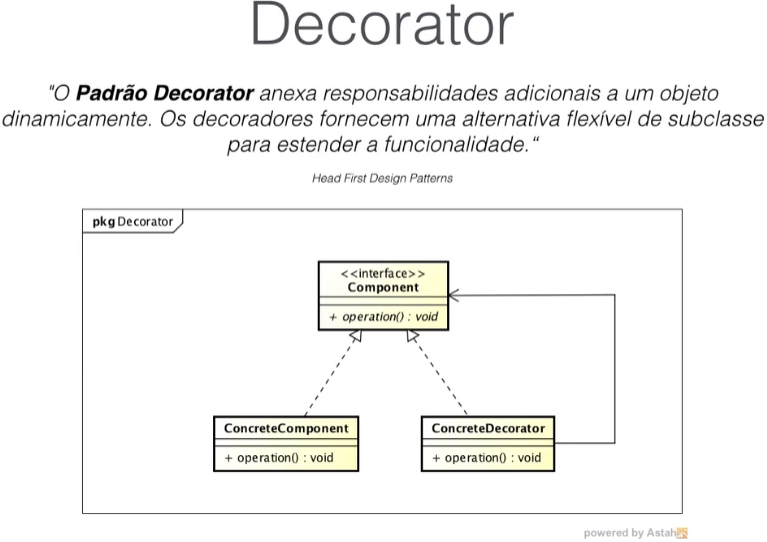 Decorator
"O Padrão Decorator anexa responsabilidades adicionais a um objeto
dinamicamente. Os decoradores fornecem uma alternativa flexível de subclasse
para estender a funcionalidade.“
Head First Design Patterns
pkg Decorator
<<interface>>
Component
+ operation() : void
ConcreteComponent
+ operation() : void
ConcreteDecorator
+ operation() : void
powered by Astah